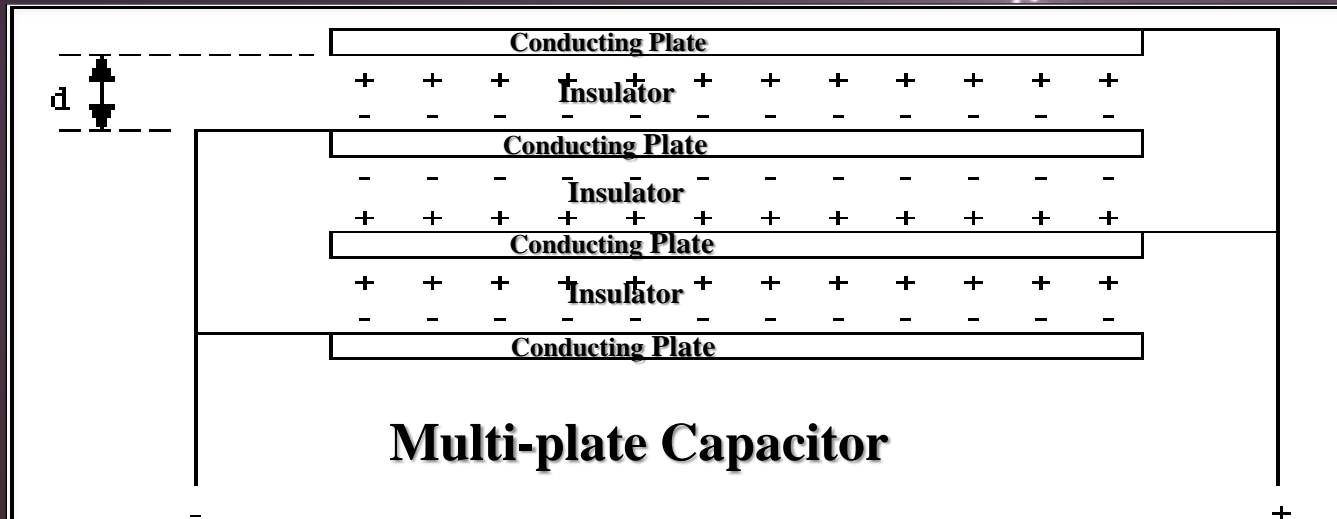 Conducting Plate
+ + + + + + + + + + + +
d
Insulator
- - - - - - - - - - - -
Conducting Plate
- - - - - - - - - - - -
Insulator
+ + + + + + + + + + + +
Conducting Plate
+ + + + + + + + + + + +
Insulator
- - - - - - - - - - - -
Conducting Plate
Multi-plate Capacitor
- +